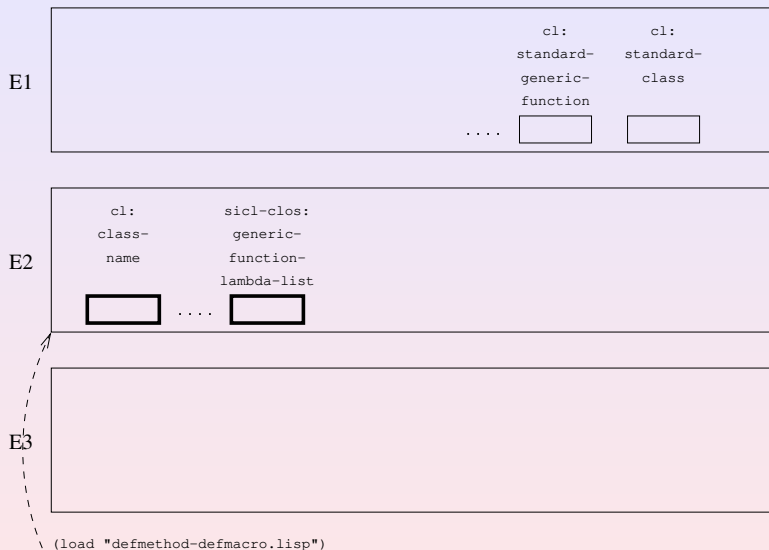 cl:
standard-
generic-
function
cl:
standard-
class
E1
....
cl:
class-
name
sicl-clos:
generic-
function-
lambda-list
E2
....
E3
(load "defmethod-defmacro.lisp")